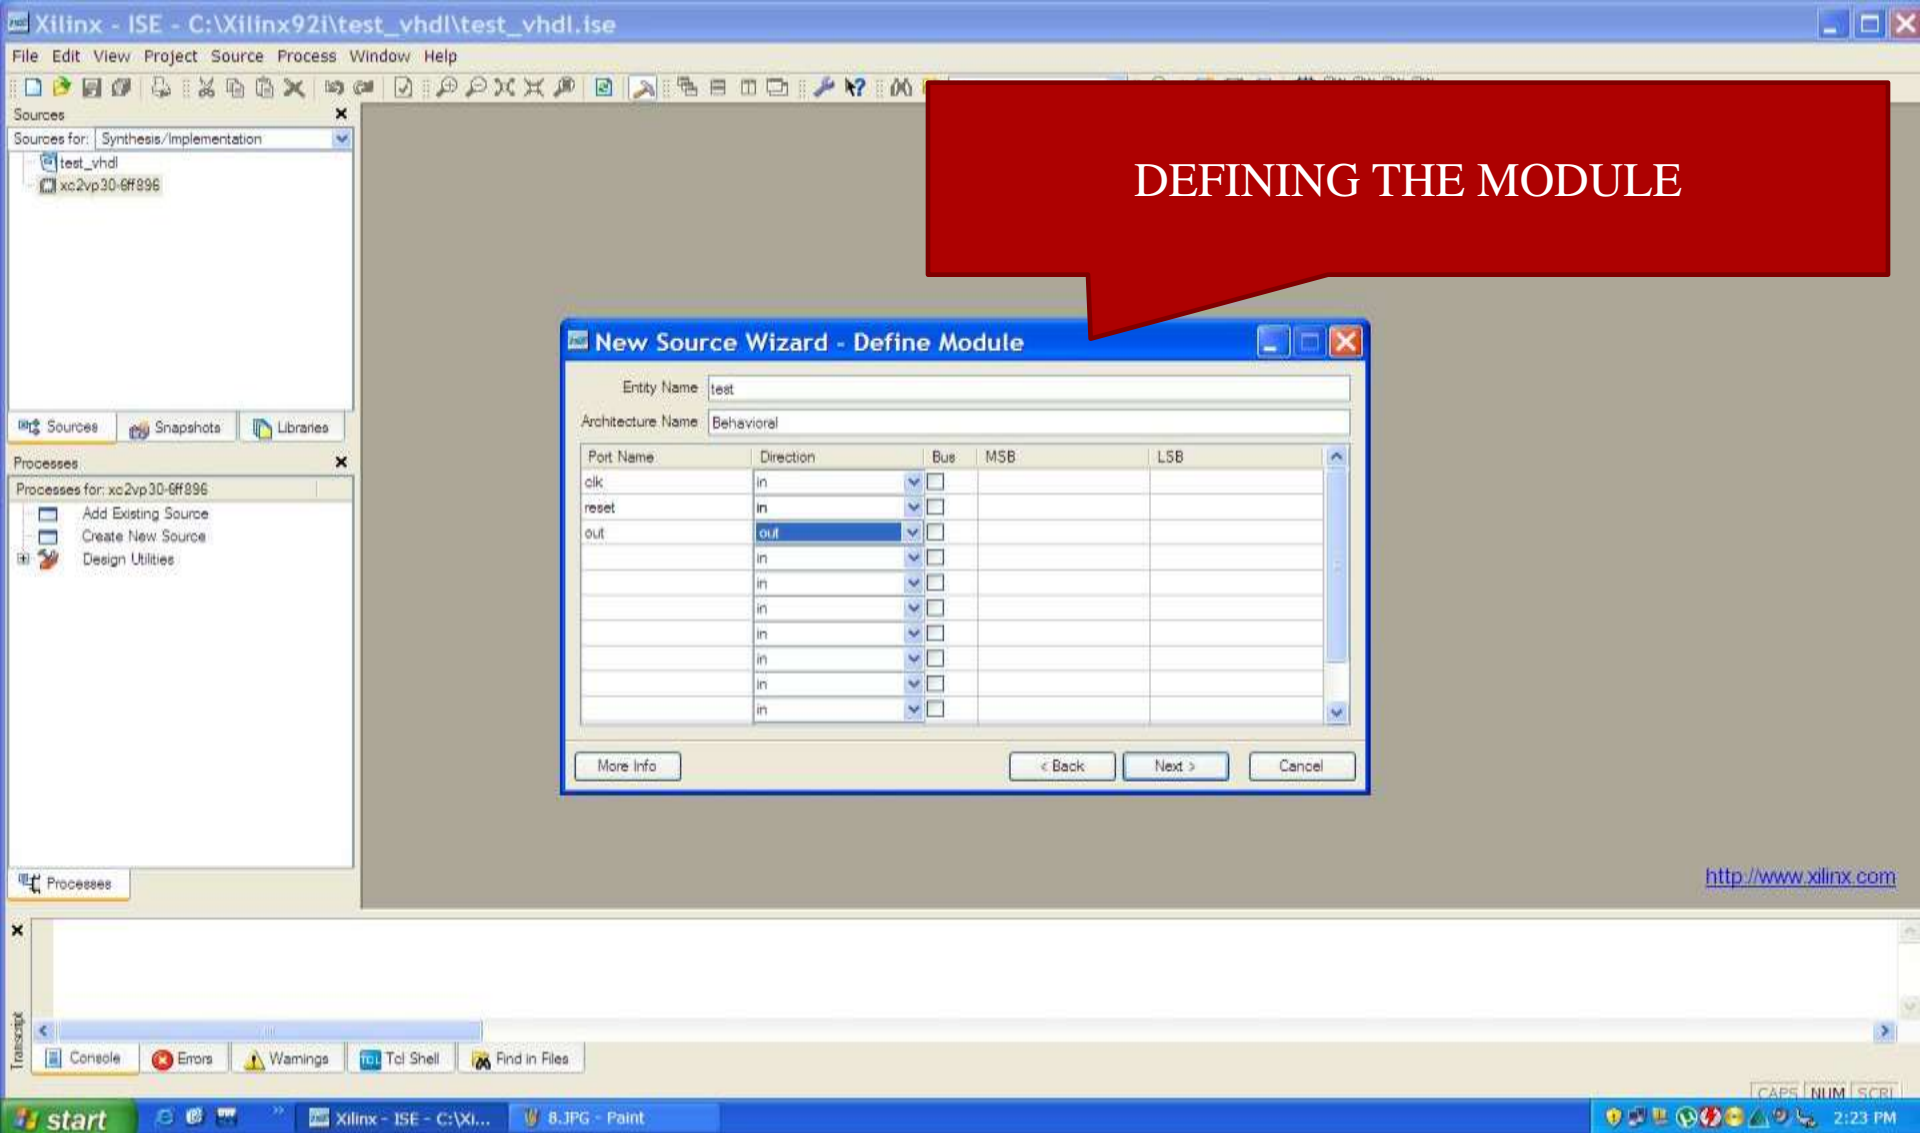 Xilinx - ISE - C:\Xilinx92i\test_vhdl\test_vhdl.ise
File Edit View Project Source Process Window Help
Sources
Sources for: Synthesis/Implementation
test_vhdl
xc2vp30-6ff896
DEFINING THE MODULE
Sources Snapshots Libraries
Processes
Processes for: xc2vp30-6ff896
Add Existing Source
Create New Source
Design Utilities
Processes
New Source Wizard - Define Module
Entity Name test
Architecture Name Behavioral
Port Name Direction Bus MSB LSB
clk in
reset in
out out
in
in
in
in
in
in
in
More Info < Back Next > Cancel
http://www.xilinx.com
Transcript
Console Errors Warnings Tcl Shell Find in Files
CAPS NUM SCRL
start Xilinx - ISE - C:\Xi... 8.JPG - Paint 2:23 PM